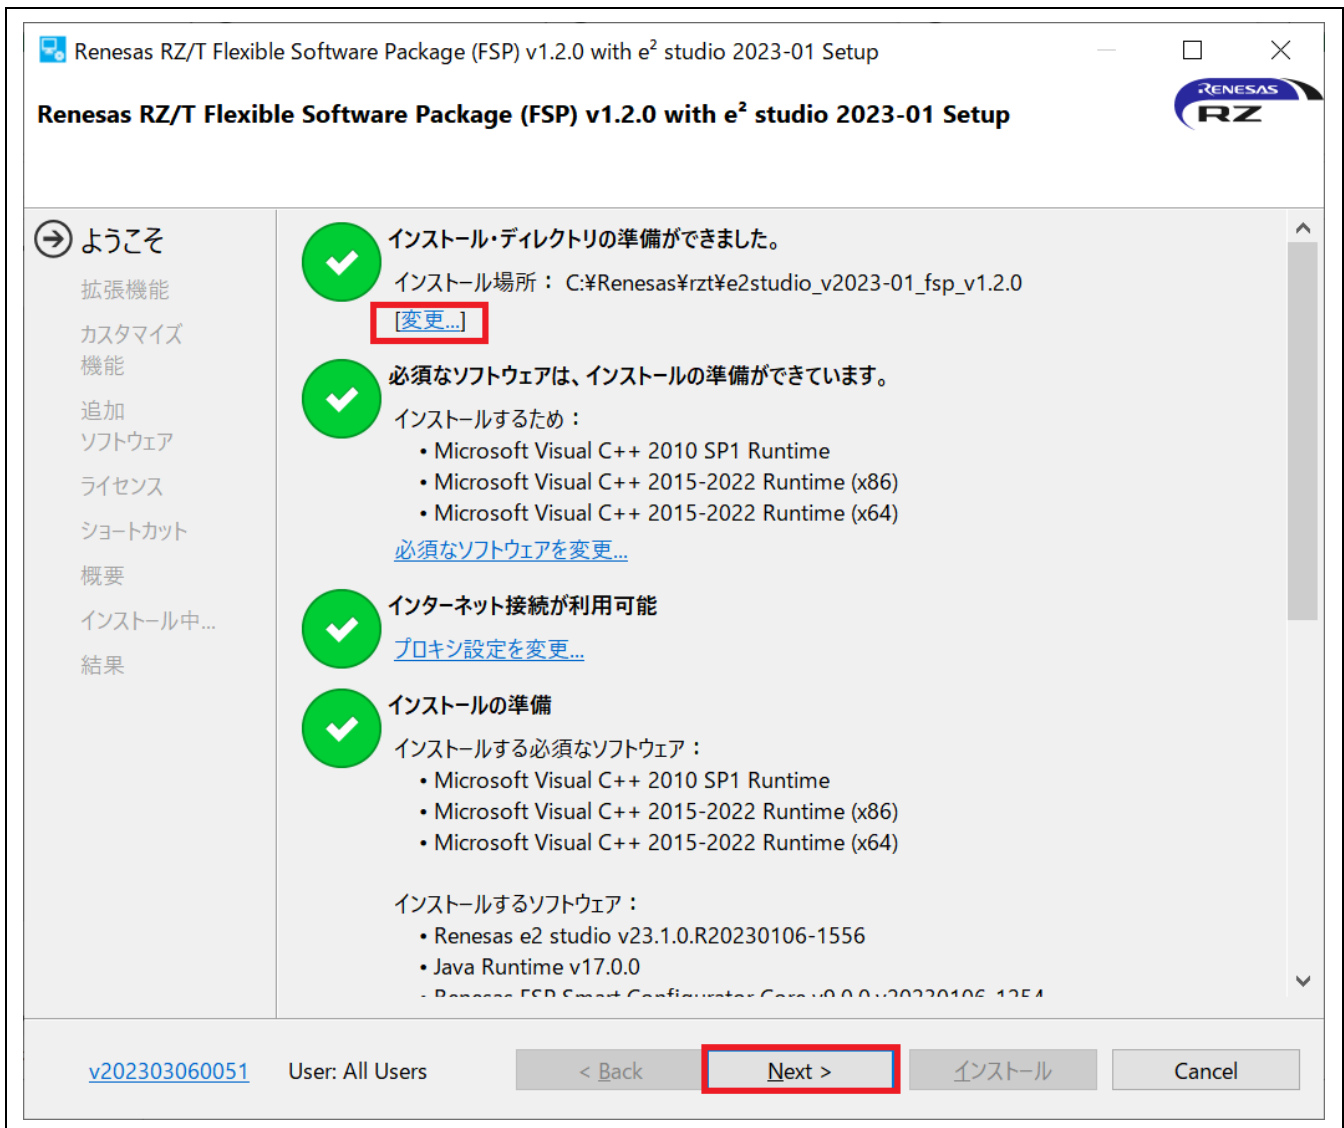 Renesas RZ/T Flexible Software Package (FSP) v1.2.0 with e² studio 2023-01 Setup
Renesas RZ/T Flexible Software Package (FSP) v1.2.0 with e² studio 2023-01 Setup
RENESAS
RZ
ようこそ
拡張機能
カスタマイズ
機能
追加
ソフトウェア
ライセンス
ショートカット
概要
インストール中...
結果
インストール・ディレクトリの準備ができました。
インストール場所： C:¥Renesas¥rzt¥e2studio_v2023-01_fsp_v1.2.0
[変更...]
必須なソフトウェアは、インストールの準備ができています。
インストールするため：
• Microsoft Visual C++ 2010 SP1 Runtime
• Microsoft Visual C++ 2015-2022 Runtime (x86)
• Microsoft Visual C++ 2015-2022 Runtime (x64)
必須なソフトウェアを変更...
インターネット接続が利用可能
プロキシ設定を変更...
インストールの準備
インストールする必須なソフトウェア：
• Microsoft Visual C++ 2010 SP1 Runtime
• Microsoft Visual C++ 2015-2022 Runtime (x86)
• Microsoft Visual C++ 2015-2022 Runtime (x64)
インストールするソフトウェア：
• Renesas e2 studio v23.1.0.R20230106-1556
• Java Runtime v17.0.0
• Renesas FSP Smart Configurator Core v9.0.0.v20230106-1254
v202303060051
User: All Users
< Back
Next >
インストール
Cancel